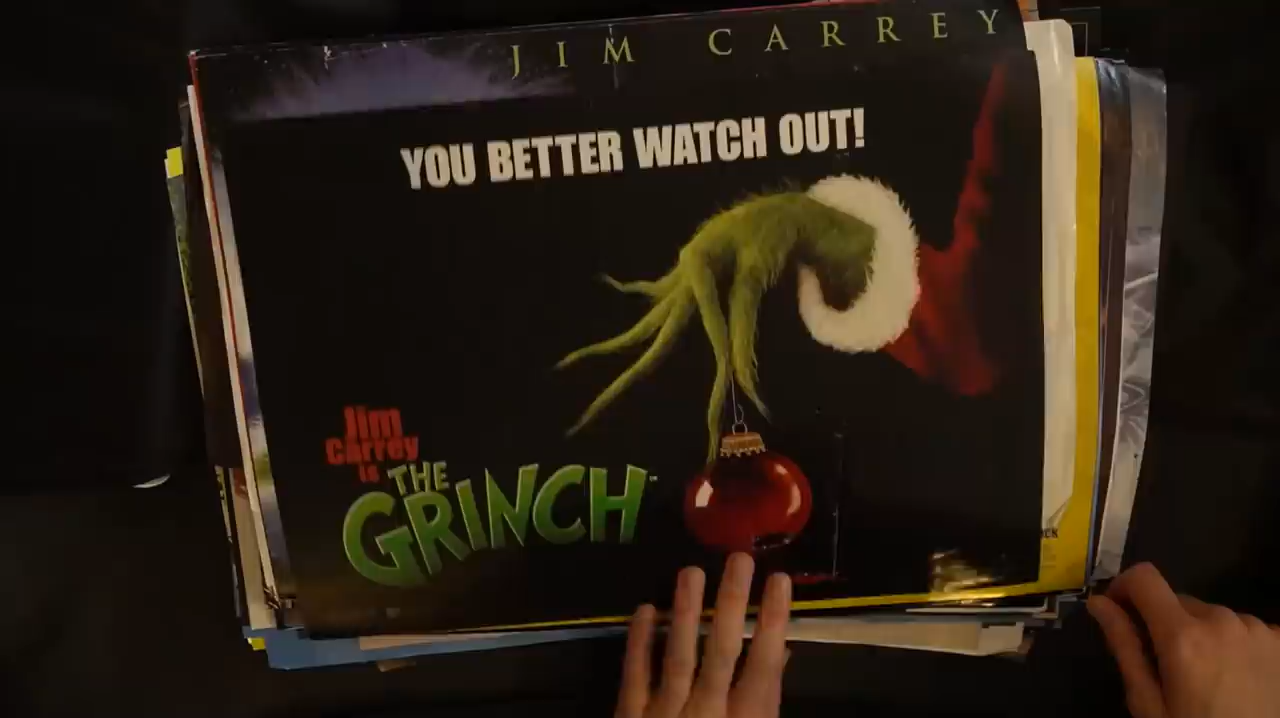 JIM CARREY
YOU BETTER WATCH OUT!
Jim
Carrey
is
THE
GRINCH